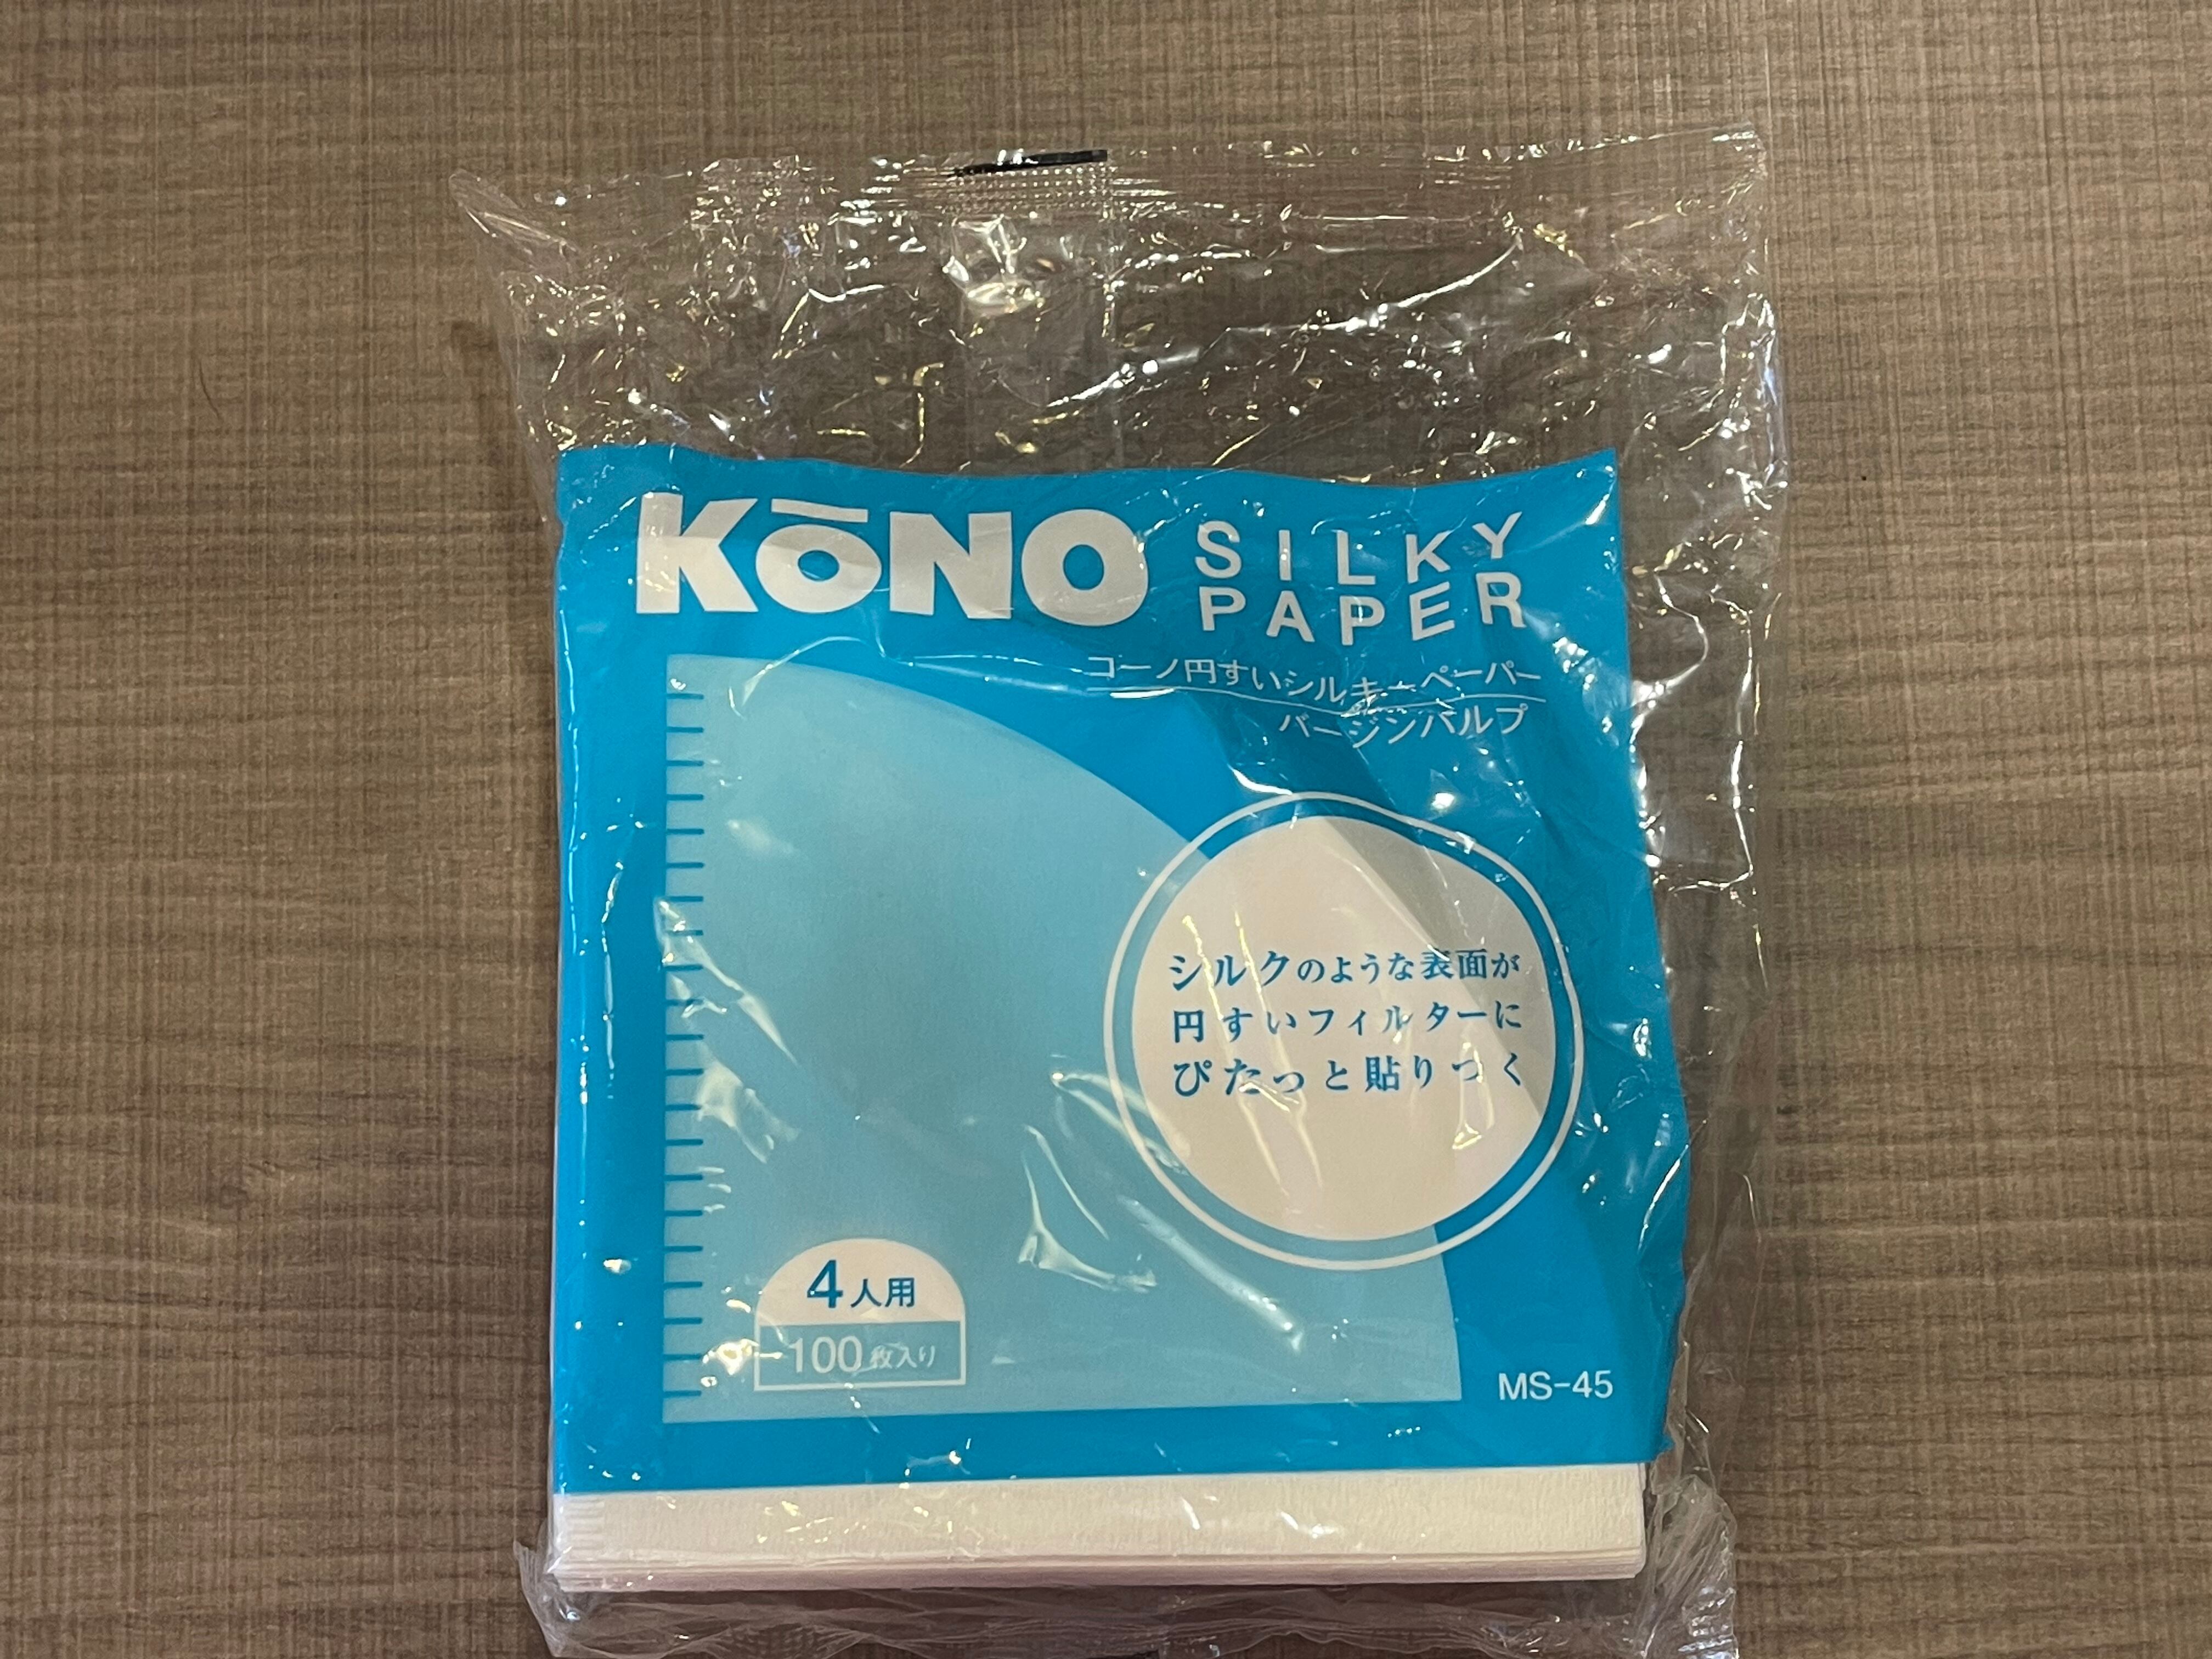 KōNO
SILKY
PAPER
コーノ円すいシルキーペーパー
バージンパルプ
シルクのような表面が
円すいフィルターに
ぴたっと貼りつく
4人用
100枚入り
MS-45